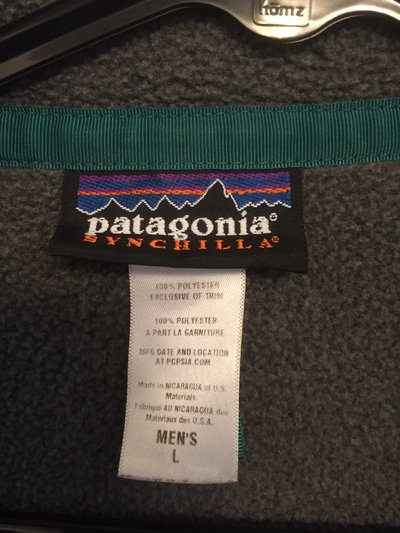 tomz
patagonia®
SYNCHILLA®
100% POLYESTER
EXCLUSIVE OF TRIM
100% POLYESTER
A PART LA GARNITURE
MFG DATE AND LOCATION
AT PCPSIA.COM
Made in NICARAGUA of U.S.
Materials
Fabriqué AU NICARAGUA des
Matériaux des U.S.A.
MEN'S
L